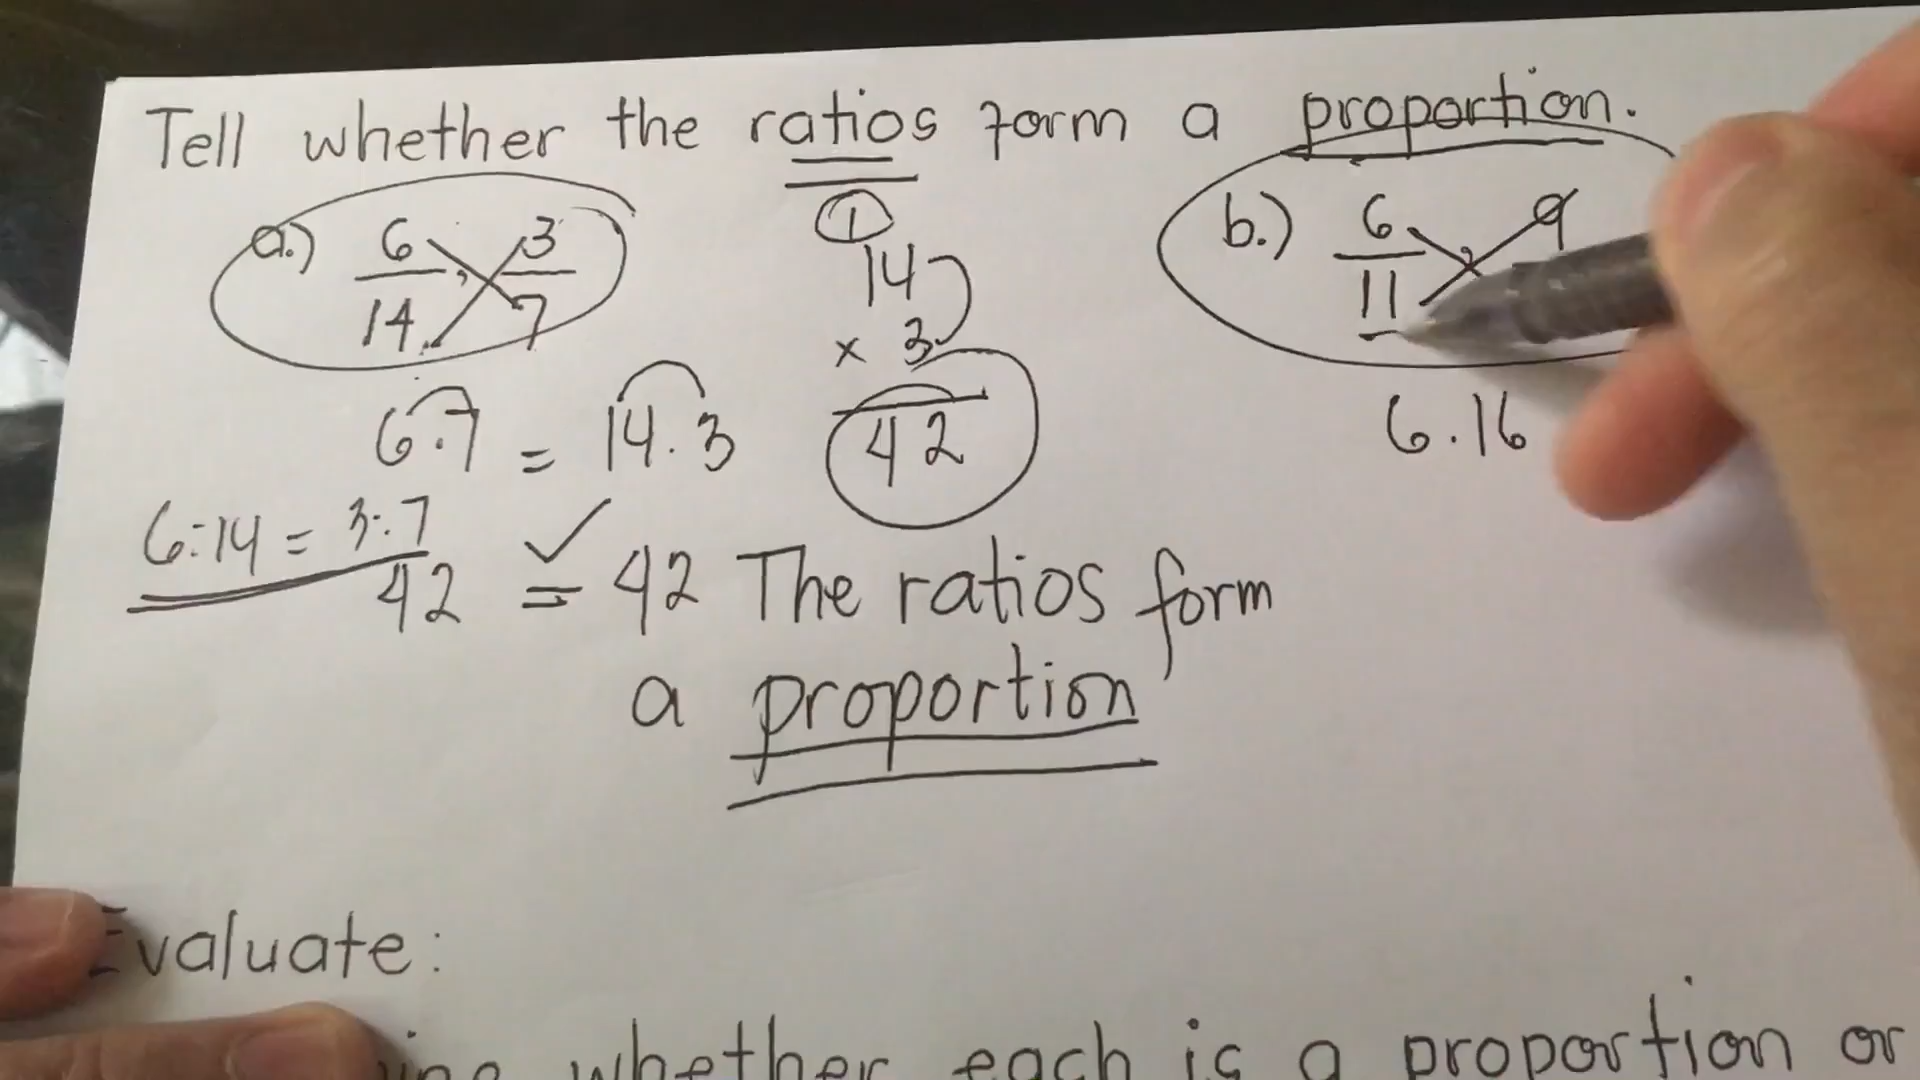 Tell whether the ratios form a proportion.
a.) 6/14, 3/7
1
14
x 3
42
b.) 6/11, 9
6.7 = 14.3
6.16
6:14 = 3:7
42 = 42 The ratios form
a proportion
Evaluate:
whether each is a proportion or